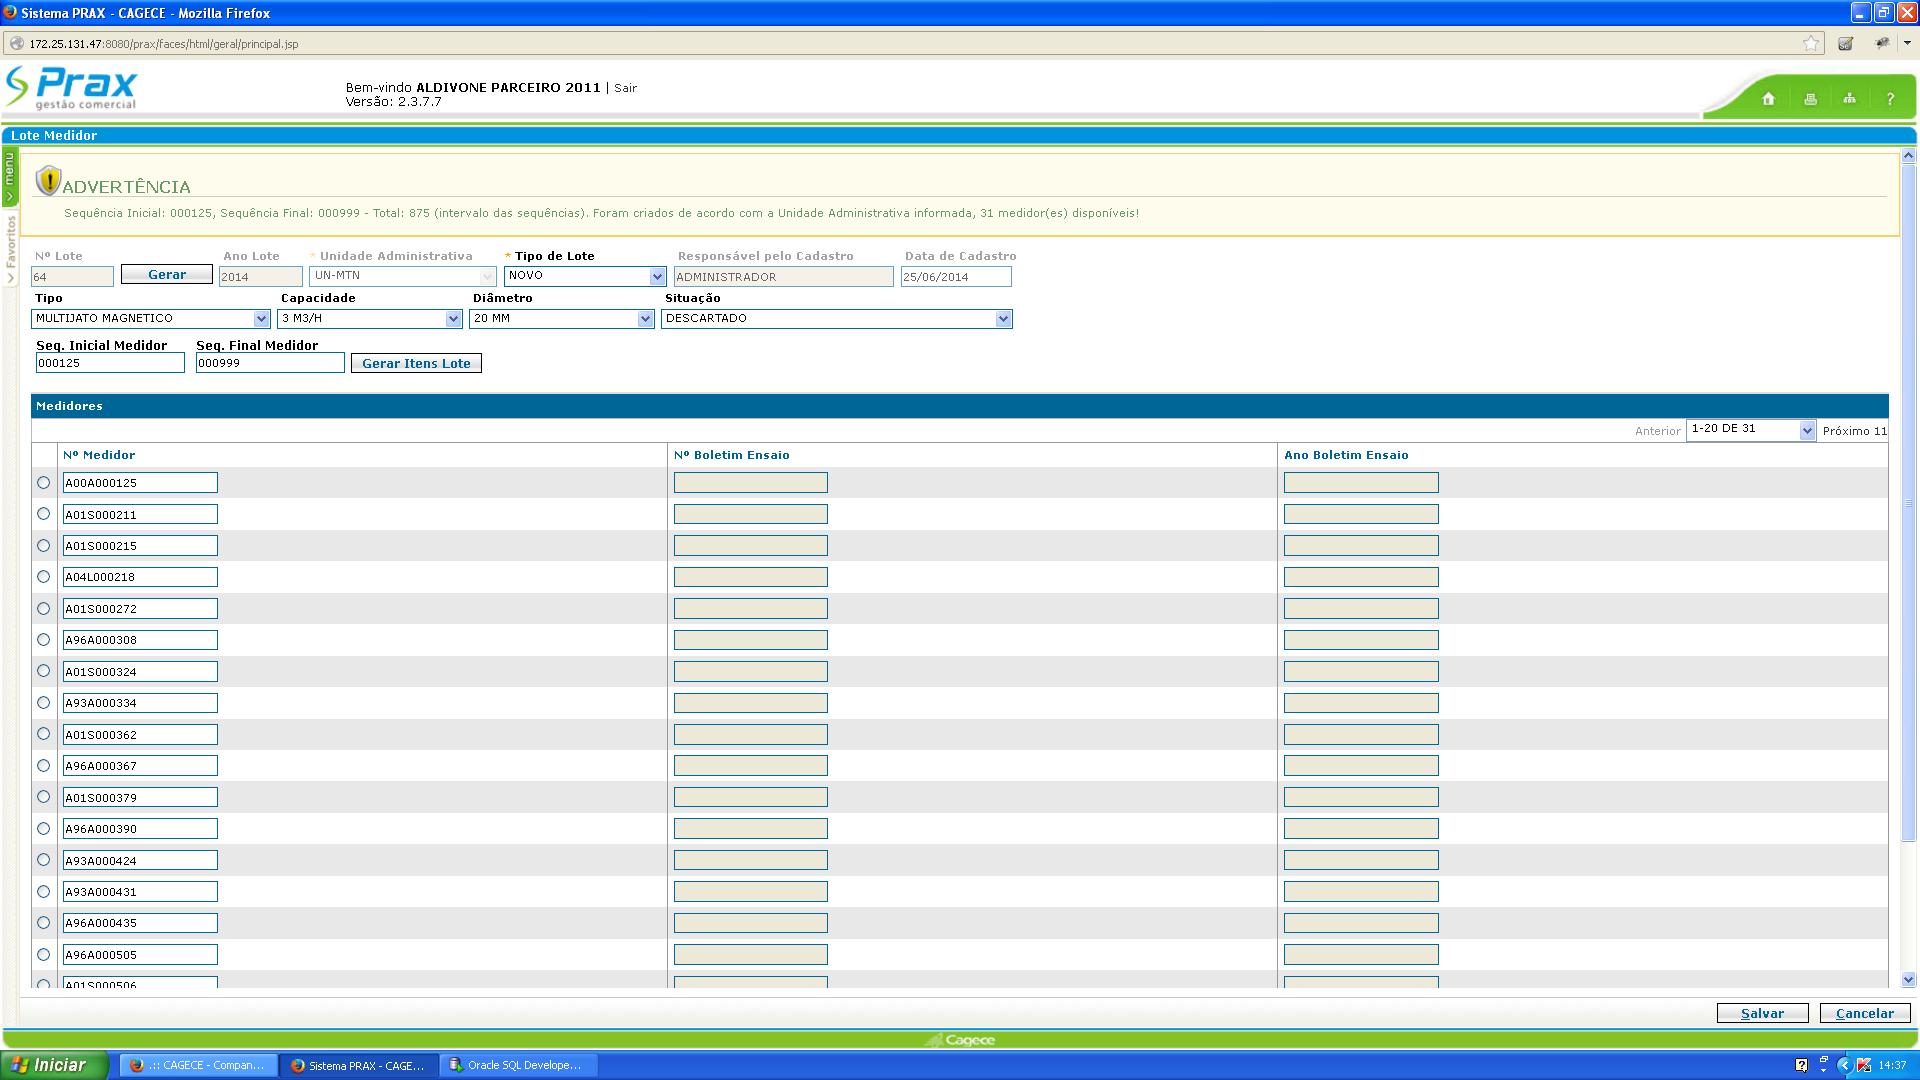 Sistema PRAX - CAGECE - Mozilla Firefox
172.25.131.47:8080/prax/faces/html/geral/principal.jsp
Prax
gestão comercial
Bem-vindo ALDIVONE PARCEIRO 2011 | Sair
Versão: 2.3.7.7
?
Lote Medidor
menu
Favoritos
ADVERTÊNCIA
Sequência Inicial: 000125, Sequência Final: 000999 - Total: 875 (intervalo das sequências). Foram criados de acordo com a Unidade Administrativa informada, 31 medidor(es) disponíveis!
Nº Lote Ano Lote * Unidade Administrativa * Tipo de Lote Responsável pelo Cadastro Data de Cadastro
64 Gerar 2014 UN-MTN NOVO ADMINISTRADOR 25/06/2014
Tipo Capacidade Diâmetro Situação
MULTIJATO MAGNETICO 3 M3/H 20 MM DESCARTADO
Seq. Inicial Medidor Seq. Final Medidor
000125 000999 Gerar Itens Lote
Medidores
Anterior 1-20 DE 31 Próximo 11
Nº Medidor Nº Boletim Ensaio Ano Boletim Ensaio
A00A000125
A01S000211
A01S000215
A04L000218
A01S000272
A96A000308
A01S000324
A93A000334
A01S000362
A96A000367
A01S000379
A96A000390
A93A000424
A93A000431
A96A000435
A96A000505
A01S000506
Salvar Cancelar
Cagece
Iniciar .:: CAGECE - Compan... Sistema PRAX - CAGE... Oracle SQL Develope... 14:37